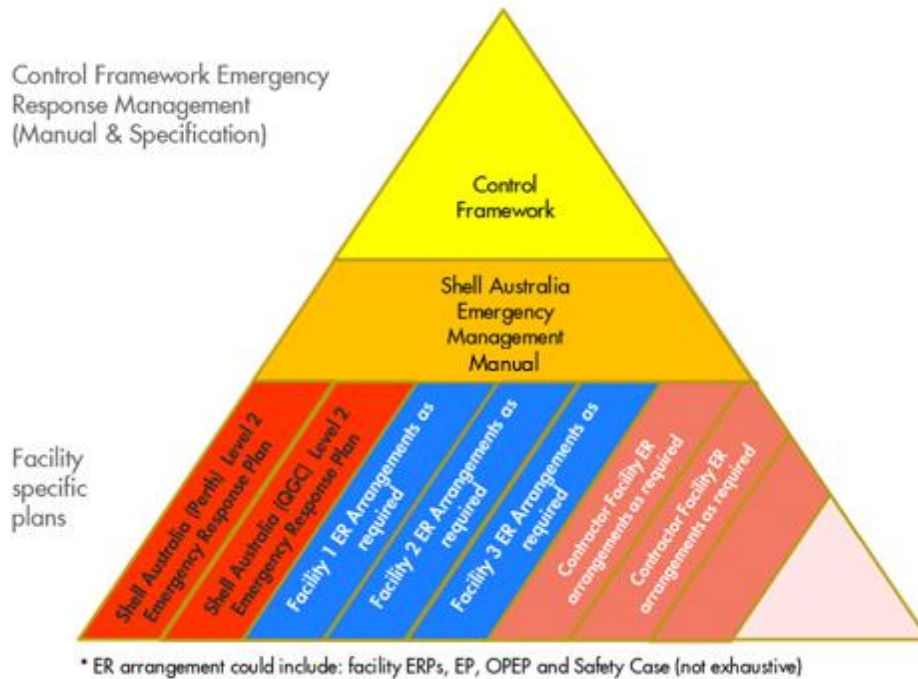 Control Framework Emergency
Response Management
(Manual & Specification)
Control
Framework
Shell Australia
Emergency
Management
Manual
Facility
specific
plans
Shell Australia (Perth) Level 2
Emergency Response Plan
Shell Australia (QGC) Level 2
Emergency Response Plan
Facility 1 ER Arrangements as
required
Facility 2 ER Arrangements as
required
Facility 3 ER Arrangements as
required
Contractor Facility ER
arrangements as required
Contractor Facility ER
arrangements as required
* ER arrangement could include: facility ERPs, EP, OPEP and Safety Case (not exhaustive)